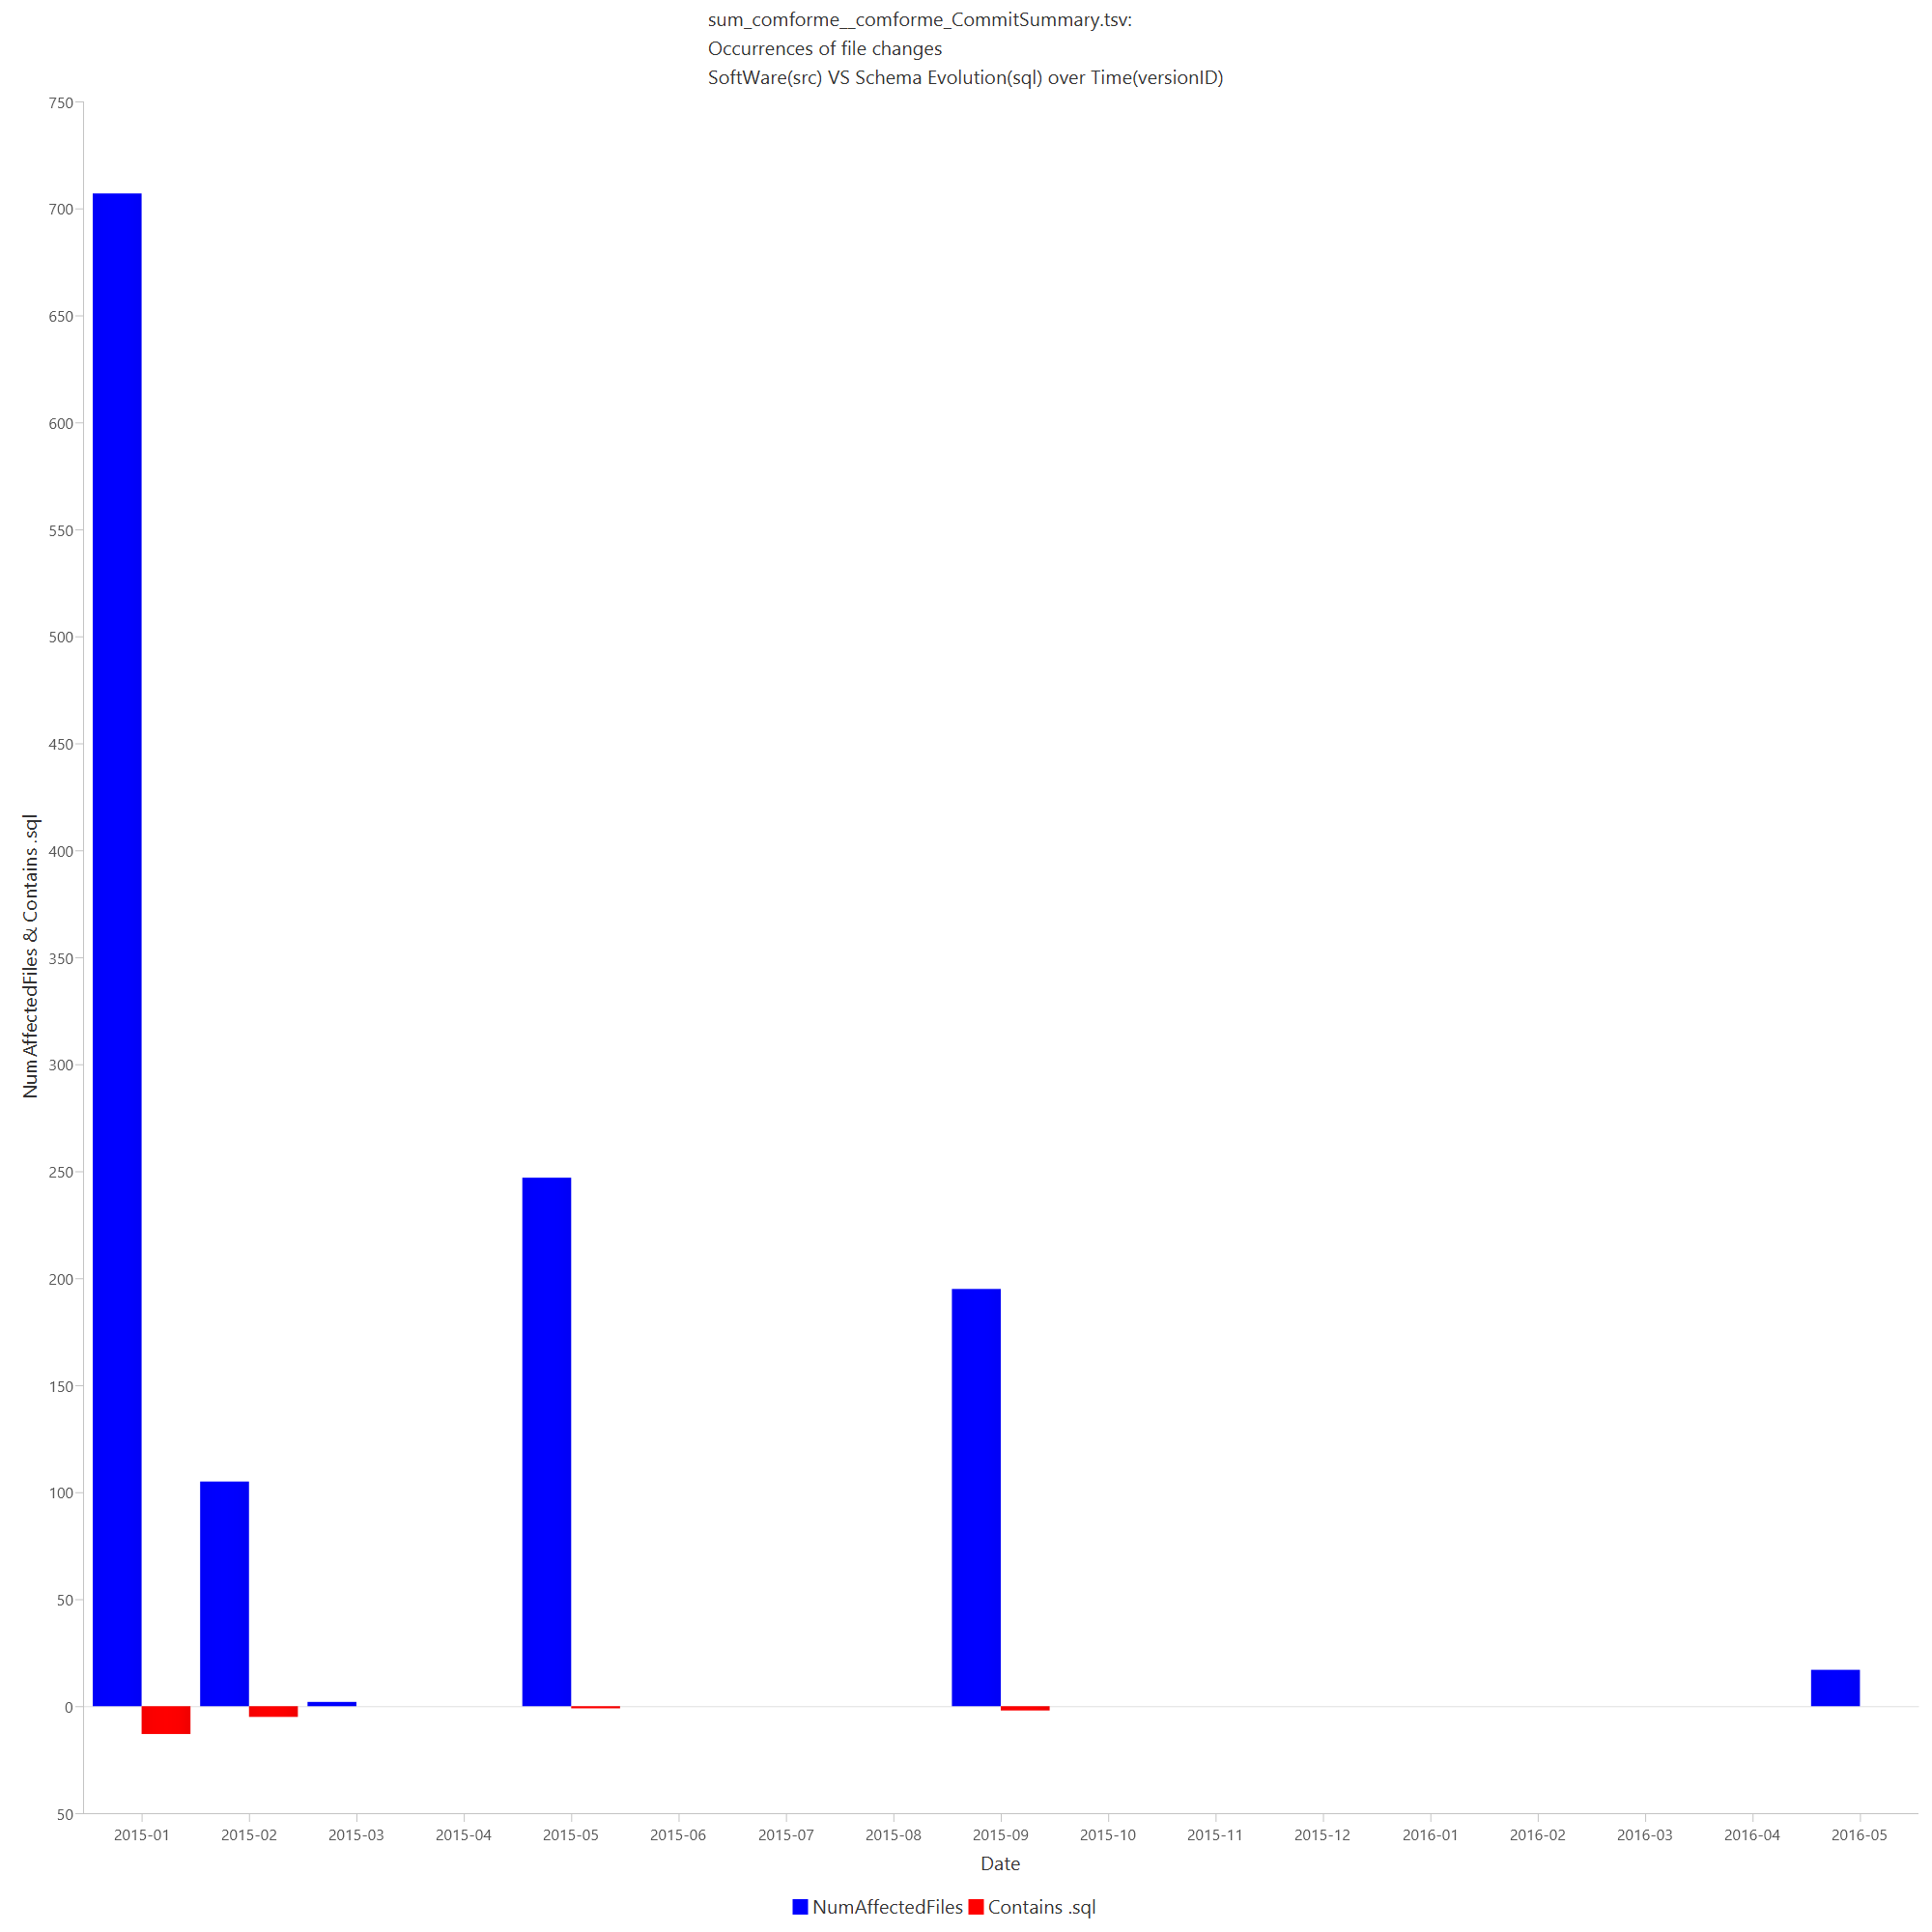 sum_comforme__comforme_CommitSummary.tsv:
Occurrences of file changes
SoftWare(src) VS Schema Evolution(sql) over Time(versionID)
750
700
650
600
550
500
450
400
350
300
250
200
150
100
50
0
50
Num AffectedFiles & Contains .sql
2015-01 2015-02 2015-03 2015-04 2015-05 2015-06 2015-07 2015-08 2015-09 2015-10 2015-11 2015-12 2016-01 2016-02 2016-03 2016-04 2016-05
Date
NumAffectedFiles Contains .sql